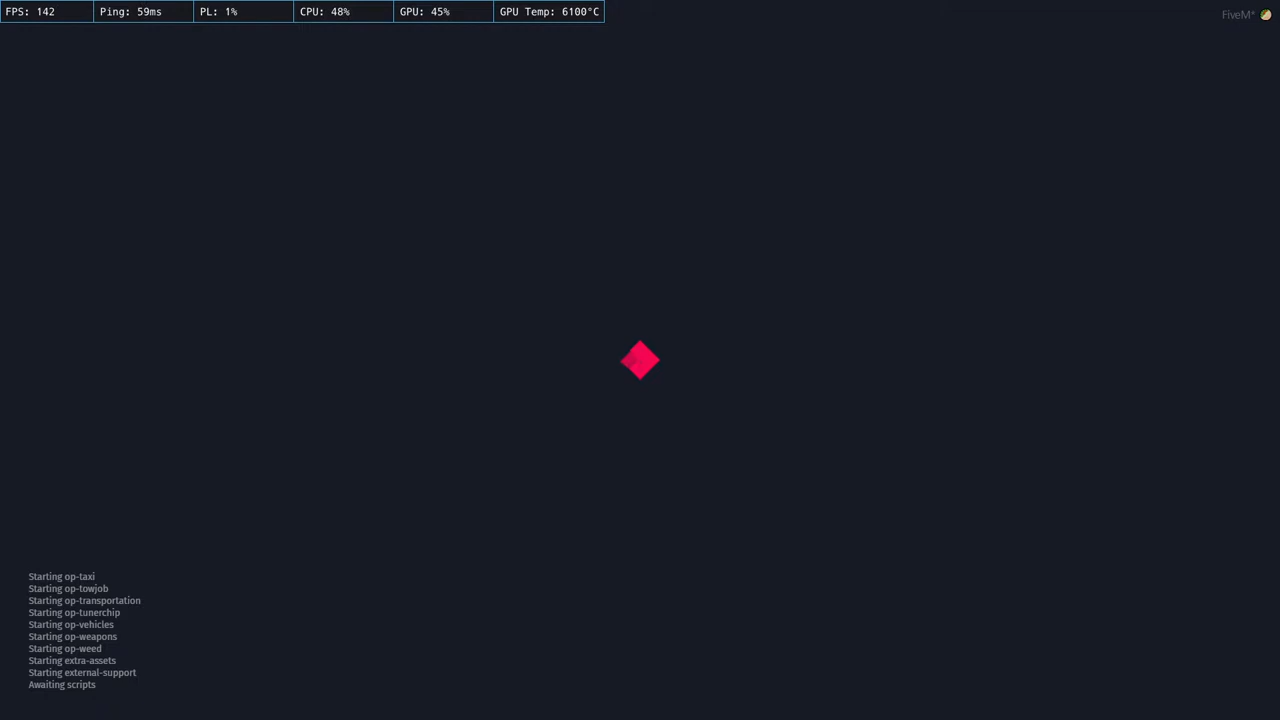 FPS: 142 Ping: 59ms PL: 1% CPU: 48% GPU: 45% GPU Temp: 6100°C
FiveM*
Starting op-taxi
Starting op-towjob
Starting op-transportation
Starting op-tunerchip
Starting op-vehicles
Starting op-weapons
Starting op-weed
Starting extra-assets
Starting external-support
Awaiting scripts